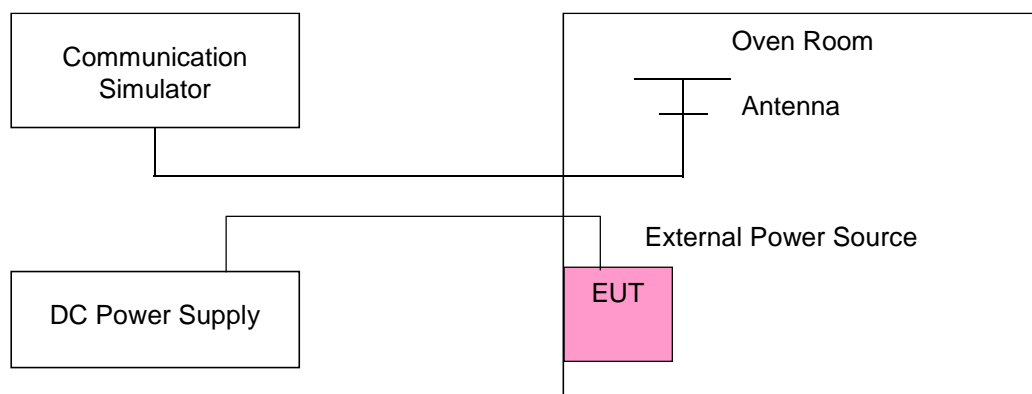 Communication
Simulator
Oven Room
Antenna
External Power Source
DC Power Supply
EUT